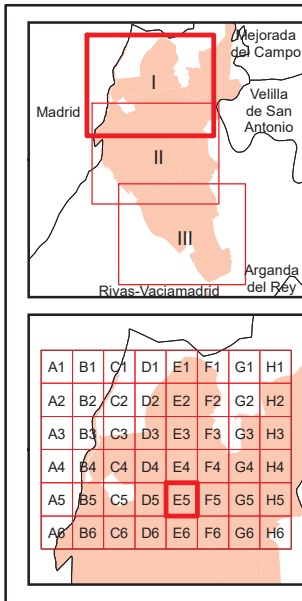 Mejorada
del Campo
I
Madrid
Velilla
de San
Antonio
II
III
Arganda
del Rey
Rivas-Vaciamadrid
A1 B1 C1 D1 E1 F1 G1 H1
A2 B2 C2 D2 E2 F2 G2 H2
A3 B3 C3 D3 E3 F3 G3 H3
A4 B4 C4 D4 E4 F4 G4 H4
A5 B5 C5 D5 E5 F5 G5 H5
A6 B6 C6 D6 E6 F6 G6 H6